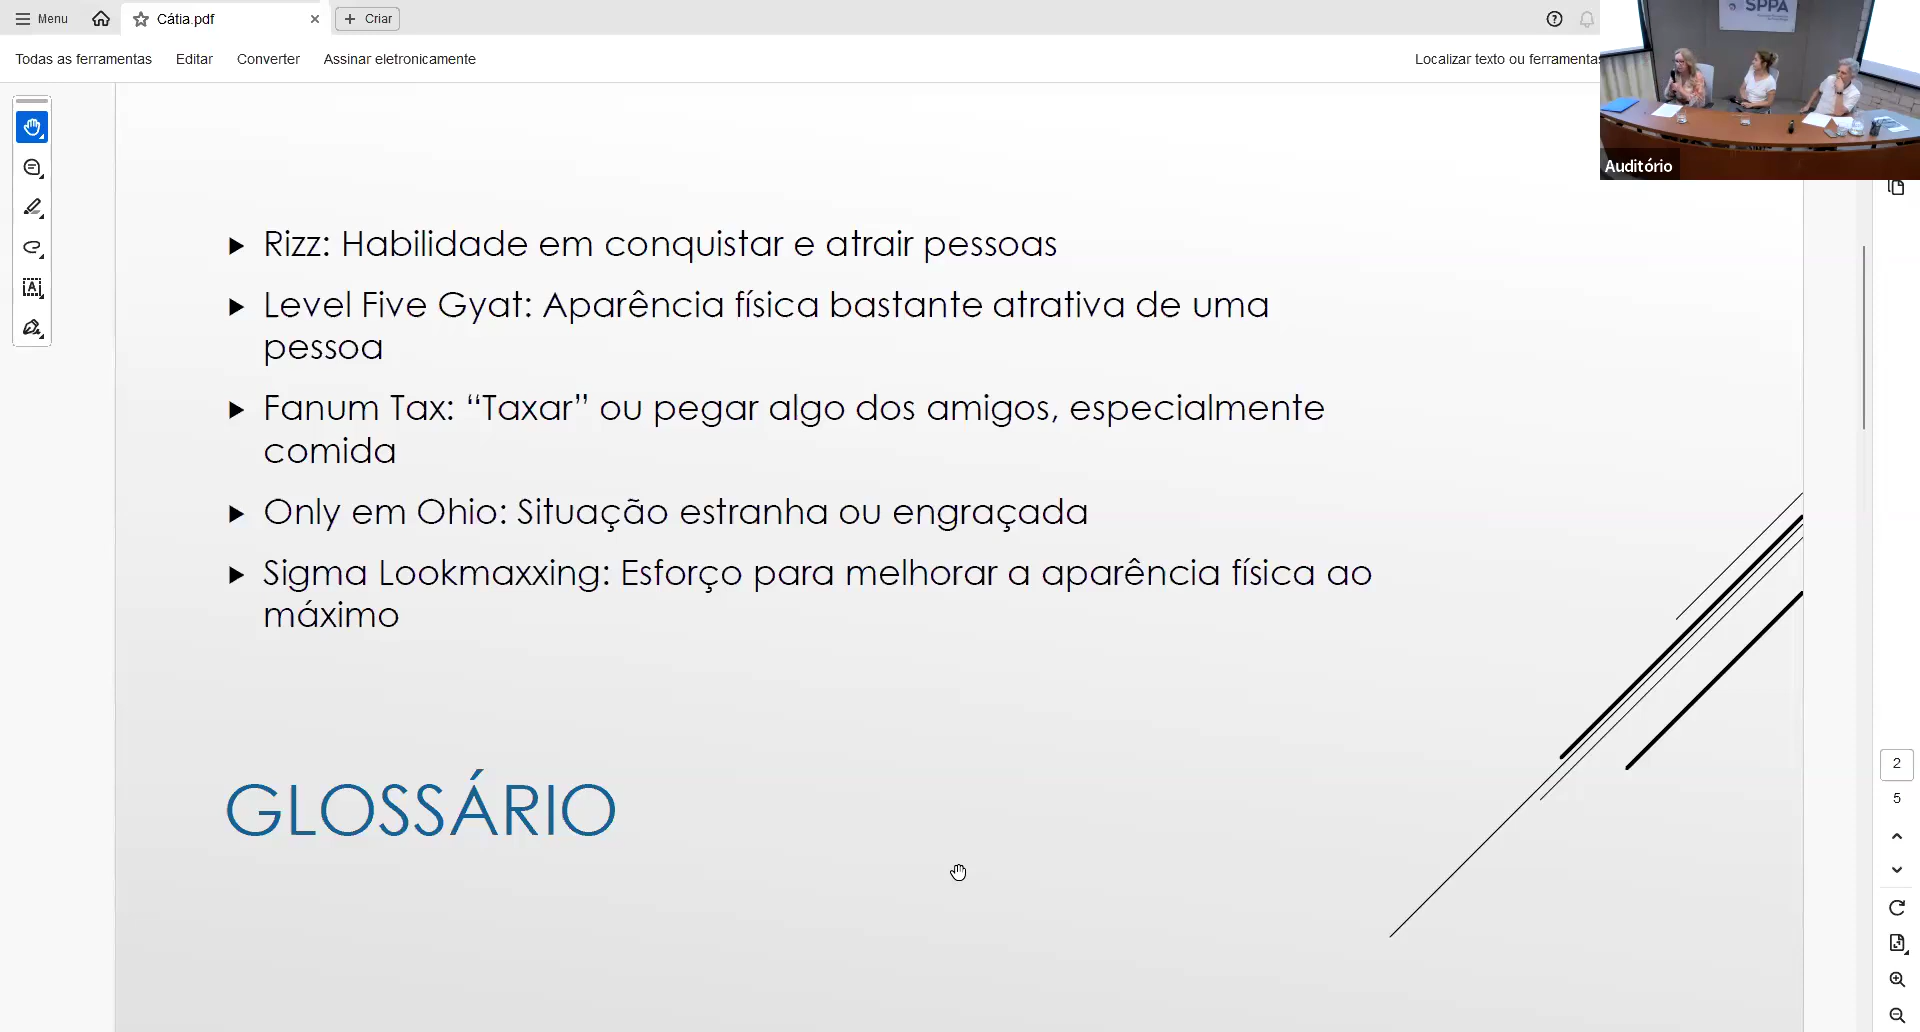 Menu
Cátia.pdf
Criar
Todas as ferramentas
Editar
Converter
Assinar eletronicamente
Localizar texto ou ferramentas
SPPA
Auditório
Rizz: Habilidade em conquistar e atrair pessoas
Level Five Gyat: Aparência física bastante atrativa de uma
pessoa
Fanum Tax: “Taxar” ou pegar algo dos amigos, especialmente
comida
Only em Ohio: Situação estranha ou engraçada
Sigma Lookmaxxing: Esforço para melhorar a aparência física ao
máximo
GLOSSÁRIO
2
5